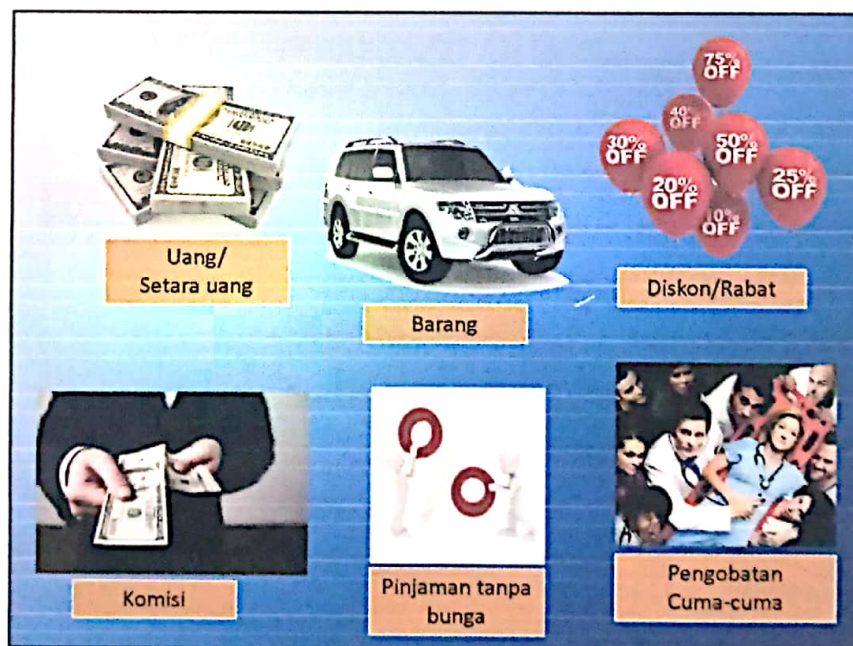 75%
OFF
40%
OFF
30%
OFF
50%
OFF
20%
OFF
25%
OFF
10%
OFF
Uang/
Setara uang
Barang
Diskon/Rabat
Komisi
Pinjaman tanpa
bunga
Pengobatan
Cuma-cuma